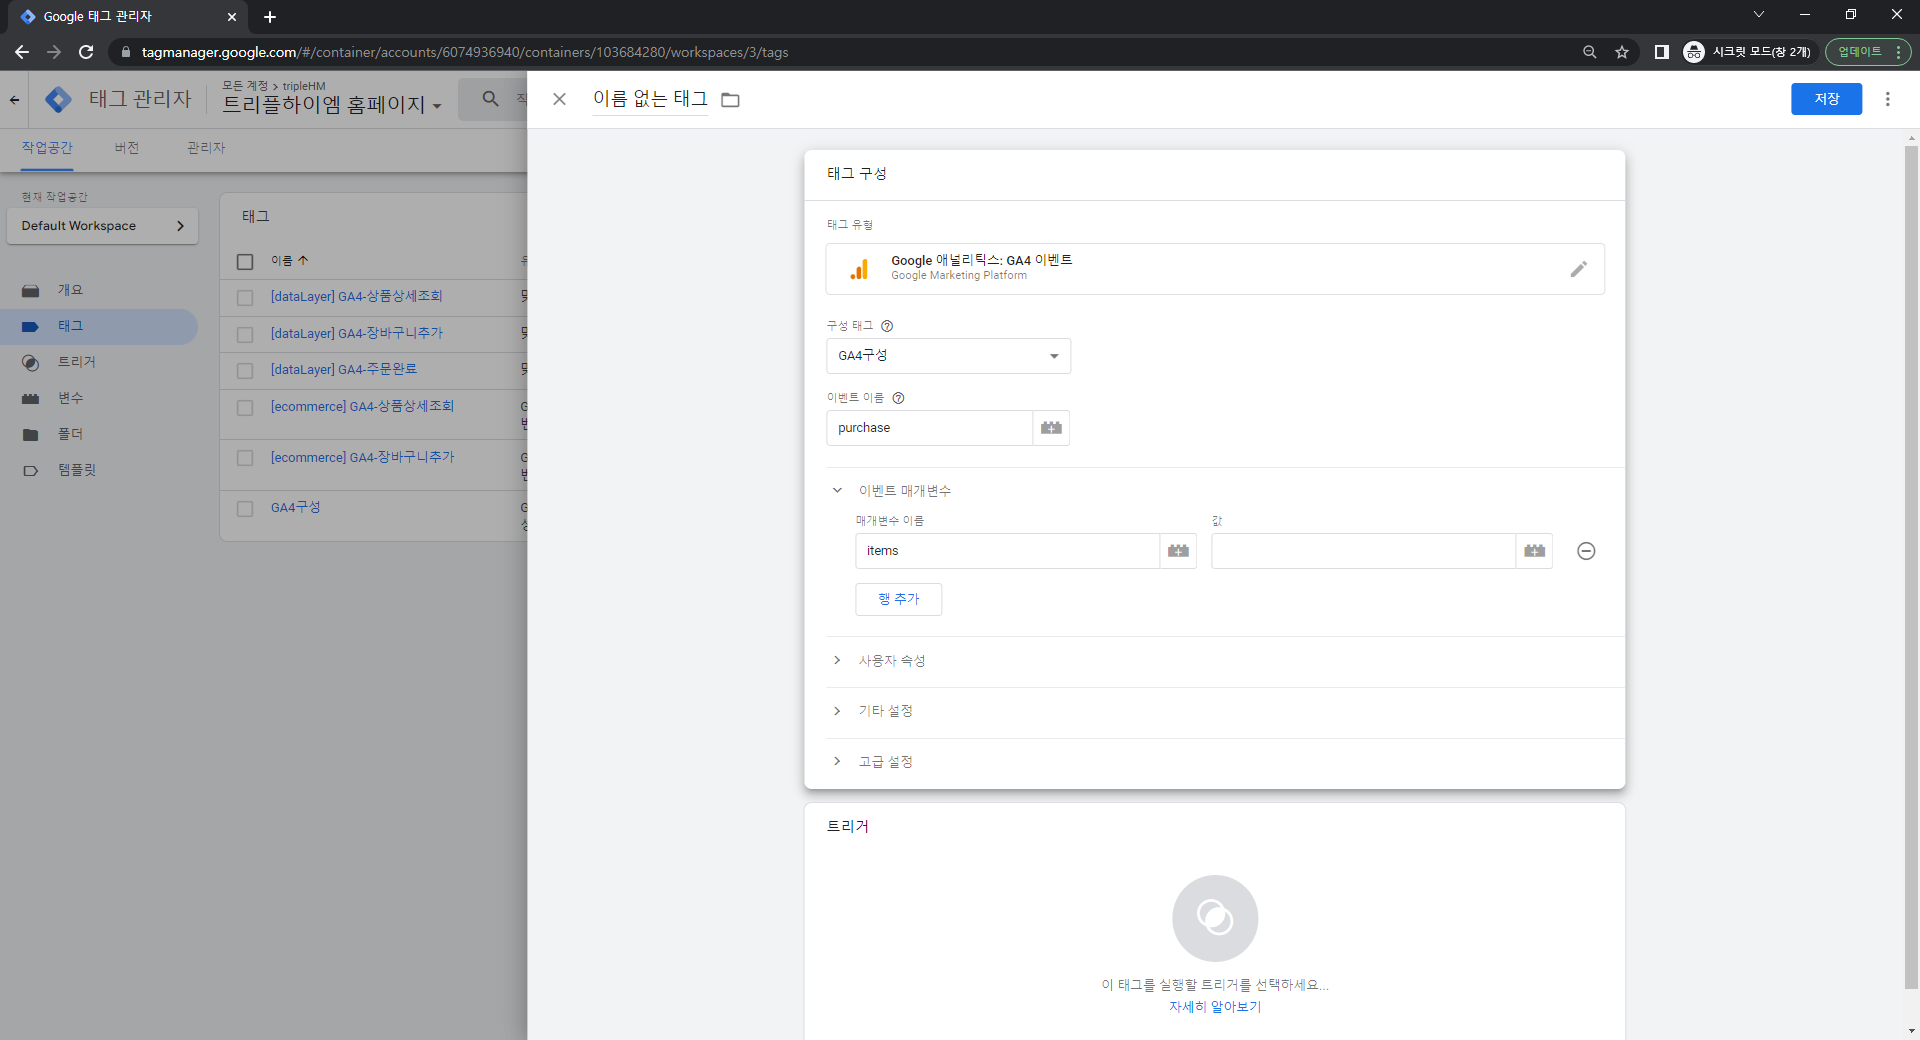 Google 태그 관리자
tagmanager.google.com/#/container/accounts/6074936940/containers/103684280/workspaces/3/tags
시크릿 모드(창 2개)
업데이트
태그 관리자
모든 계정 > tripleHM
트리플하이엠 홈페이지
작업공간
버전
관리자
현재 작업공간
Default Workspace
개요
태그
트리거
변수
폴더
템플릿
태그
이름
[dataLayer] GA4-상품상세조회
[dataLayer] GA4-장바구니추가
[dataLayer] GA4-주문완료
[ecommerce] GA4-상품상세조회
[ecommerce] GA4-장바구니추가
GA4구성
이름 없는 태그
저장
태그 구성
태그 유형
Google 애널리틱스: GA4 이벤트
Google Marketing Platform
구성 태그
GA4구성
이벤트 이름
purchase
이벤트 매개변수
매개변수 이름
값
items
행 추가
사용자 속성
기타 설정
고급 설정
트리거
이 태그를 실행할 트리거를 선택하세요...
자세히 알아보기